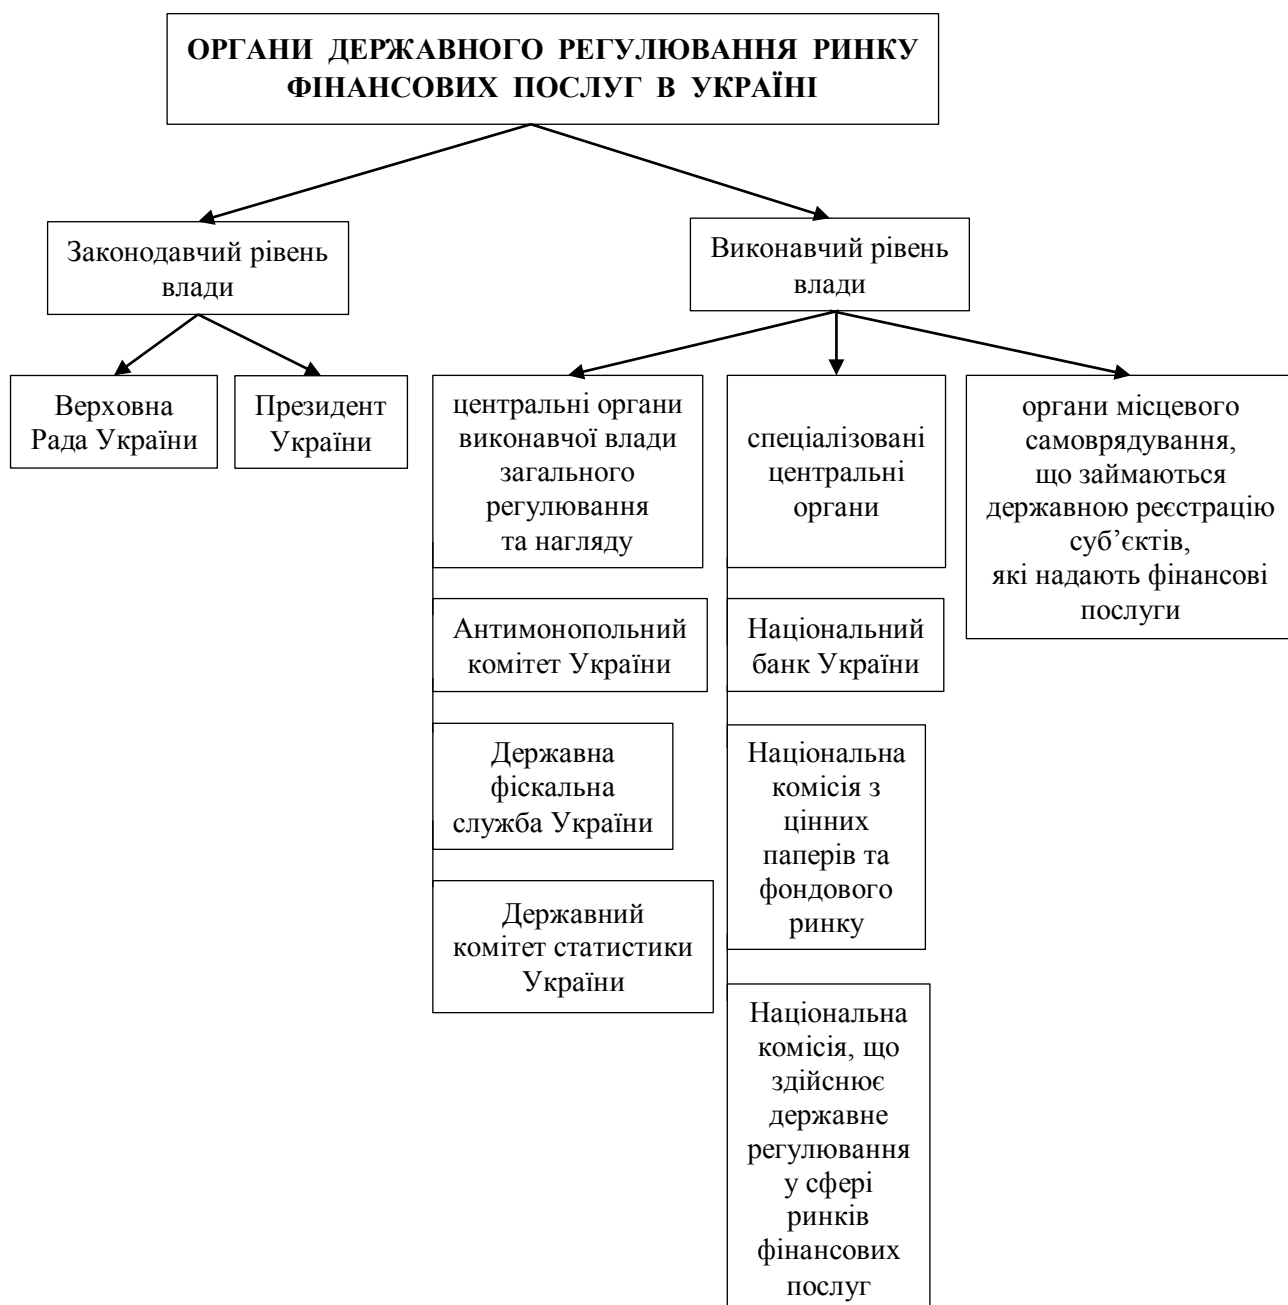 ОРГАНИ ДЕРЖАВНОГО РЕГУЛЮВАННЯ РИНКУ
ФІНАНСОВИХ ПОСЛУГ В УКРАЇНІ
Законодавчий рівень
влади
Виконавчий рівень
влади
Верховна
Рада України
Президент
України
центральні органи
виконавчої влади
загального
регулювання
та нагляду
спеціалізовані
центральні
органи
органи місцевого
самоврядування,
що займаються
державною реєстрацію
суб’єктів,
які надають фінансові
послуги
Антимонопольний
комітет України
Державна
фіскальна
служба України
Державний
комітет статистики
України
Національний
банк України
Національна
комісія з
цінних
паперів та
фондового
ринку
Національна
комісія, що
здійснює
державне
регулювання
у сфері
ринків
фінансових
послуг